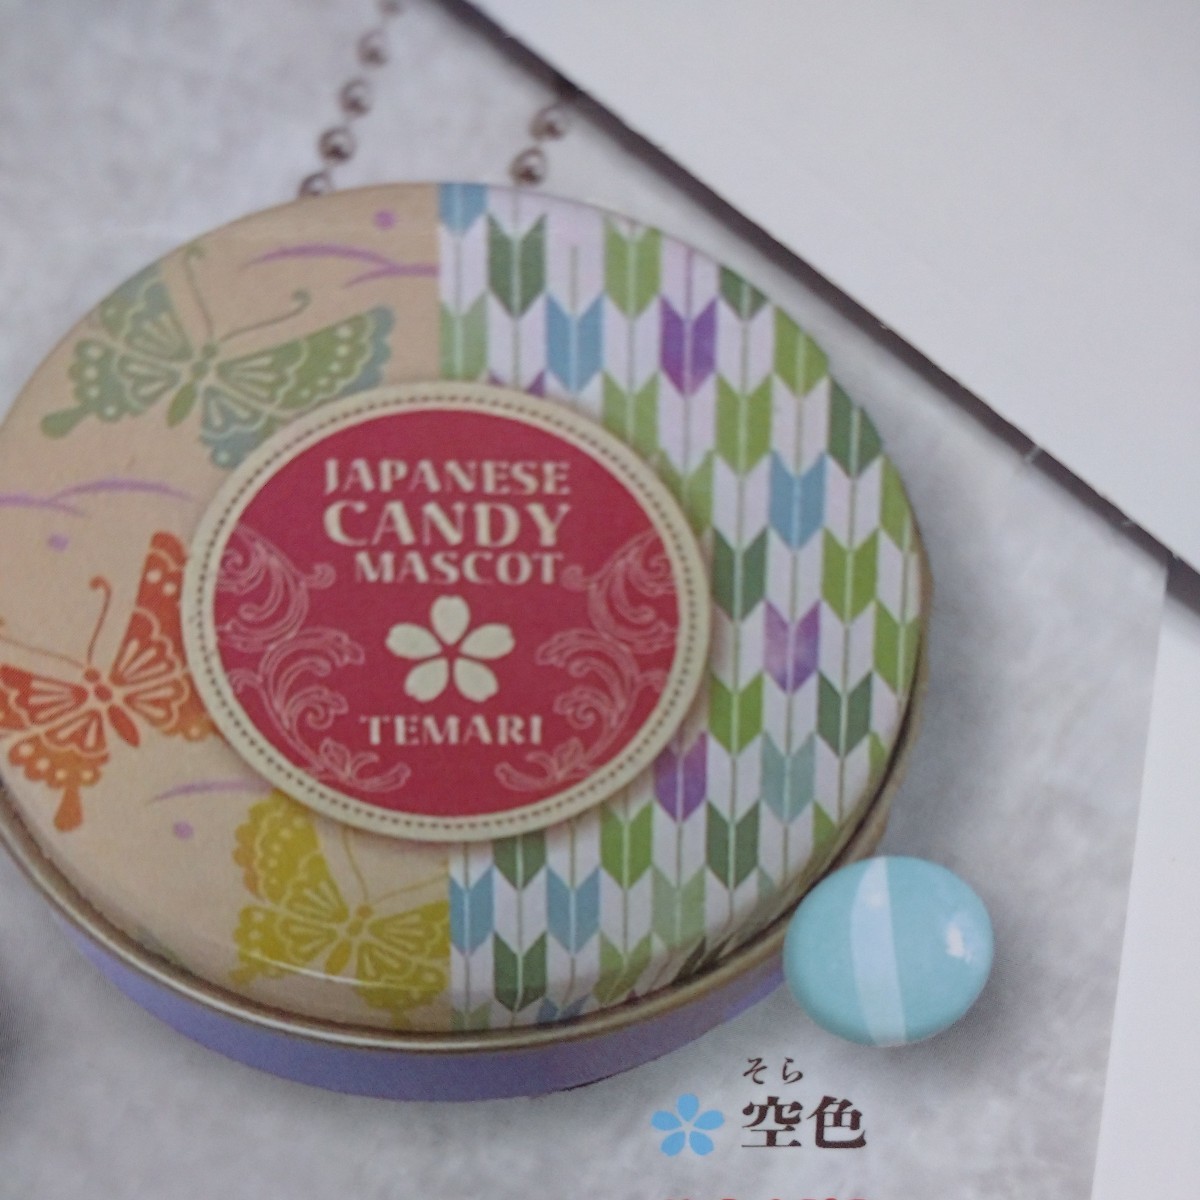 JAPANESE
CANDY
MASCOT
TEMARI
そら
空色